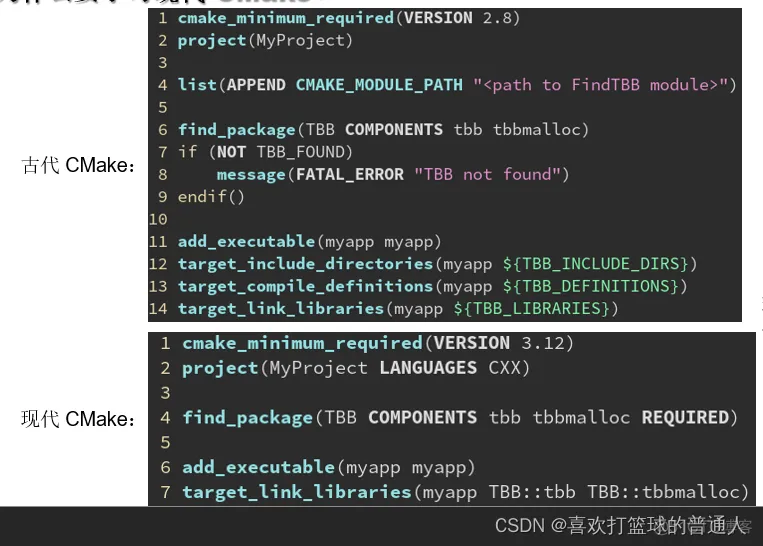 1 cmake_minimum_required(VERSION 2.8)
2 project(MyProject)
3
4 list(APPEND CMAKE_MODULE_PATH "<path to FindTBB module>")
5
6 find_package(TBB COMPONENTS tbb tbbmalloc)
7 if (NOT TBB_FOUND)
8     message(FATAL_ERROR "TBB not found")
9 endif()
10
11 add_executable(myapp myapp)
12 target_include_directories(myapp ${TBB_INCLUDE_DIRS})
13 target_compile_definitions(myapp ${TBB_DEFINITIONS})
14 target_link_libraries(myapp ${TBB_LIBRARIES})
古代 CMake：
1 cmake_minimum_required(VERSION 3.12)
2 project(MyProject LANGUAGES CXX)
3
4 find_package(TBB COMPONENTS tbb tbbmalloc REQUIRED)
5
6 add_executable(myapp myapp)
7 target_link_libraries(myapp TBB::tbb TBB::tbbmalloc)
现代 CMake：
CSDN @喜欢打篮球的普通人